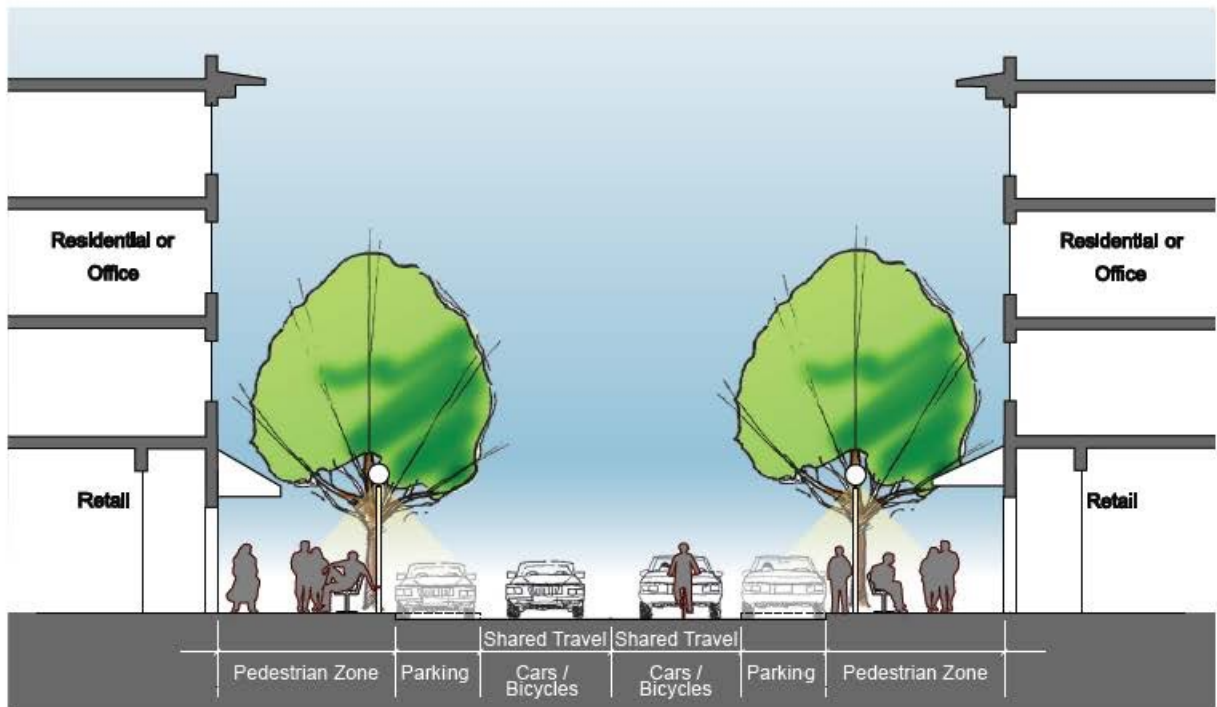 Residential or
Office
Residential or
Office
Retail
Retail
Shared Travel
Shared Travel
Pedestrian Zone
Parking
Cars /
Bicycles
Cars /
Bicycles
Parking
Pedestrian Zone